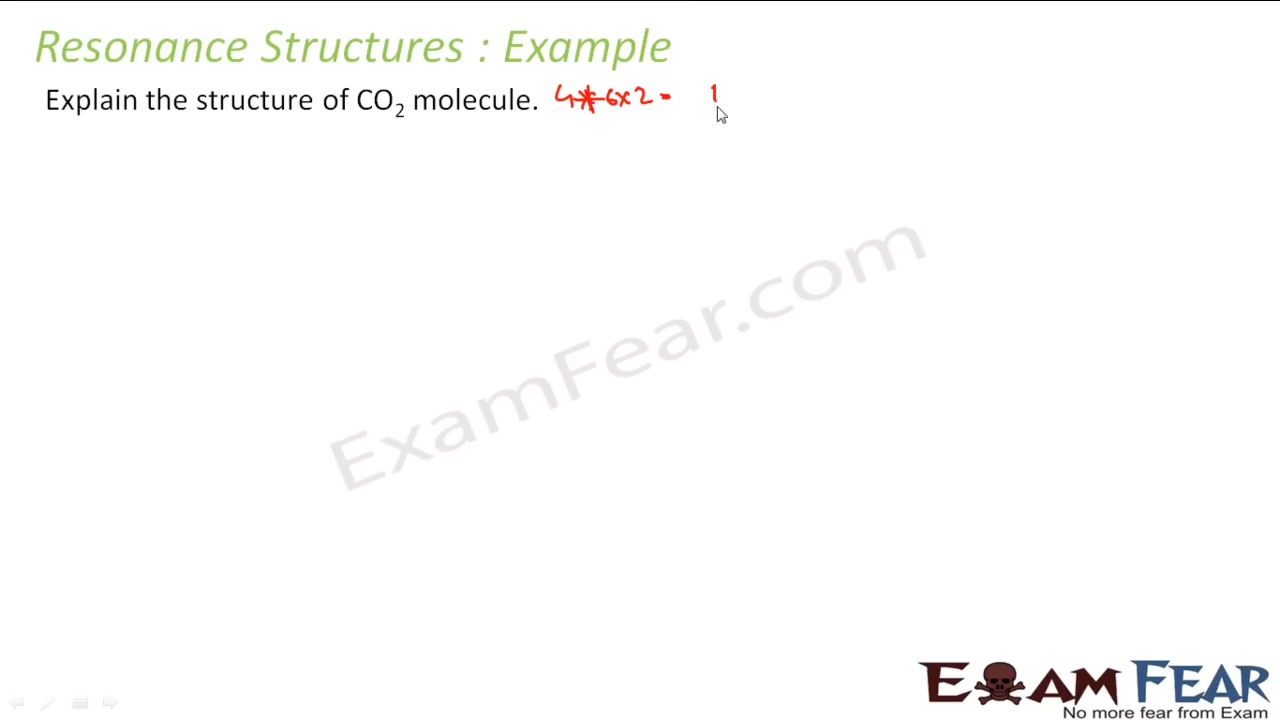 Resonance Structures : Example
Explain the structure of CO₂ molecule. 4+6x2= 1
ExamFear.com
EXAM FEAR
No more fear from Exam